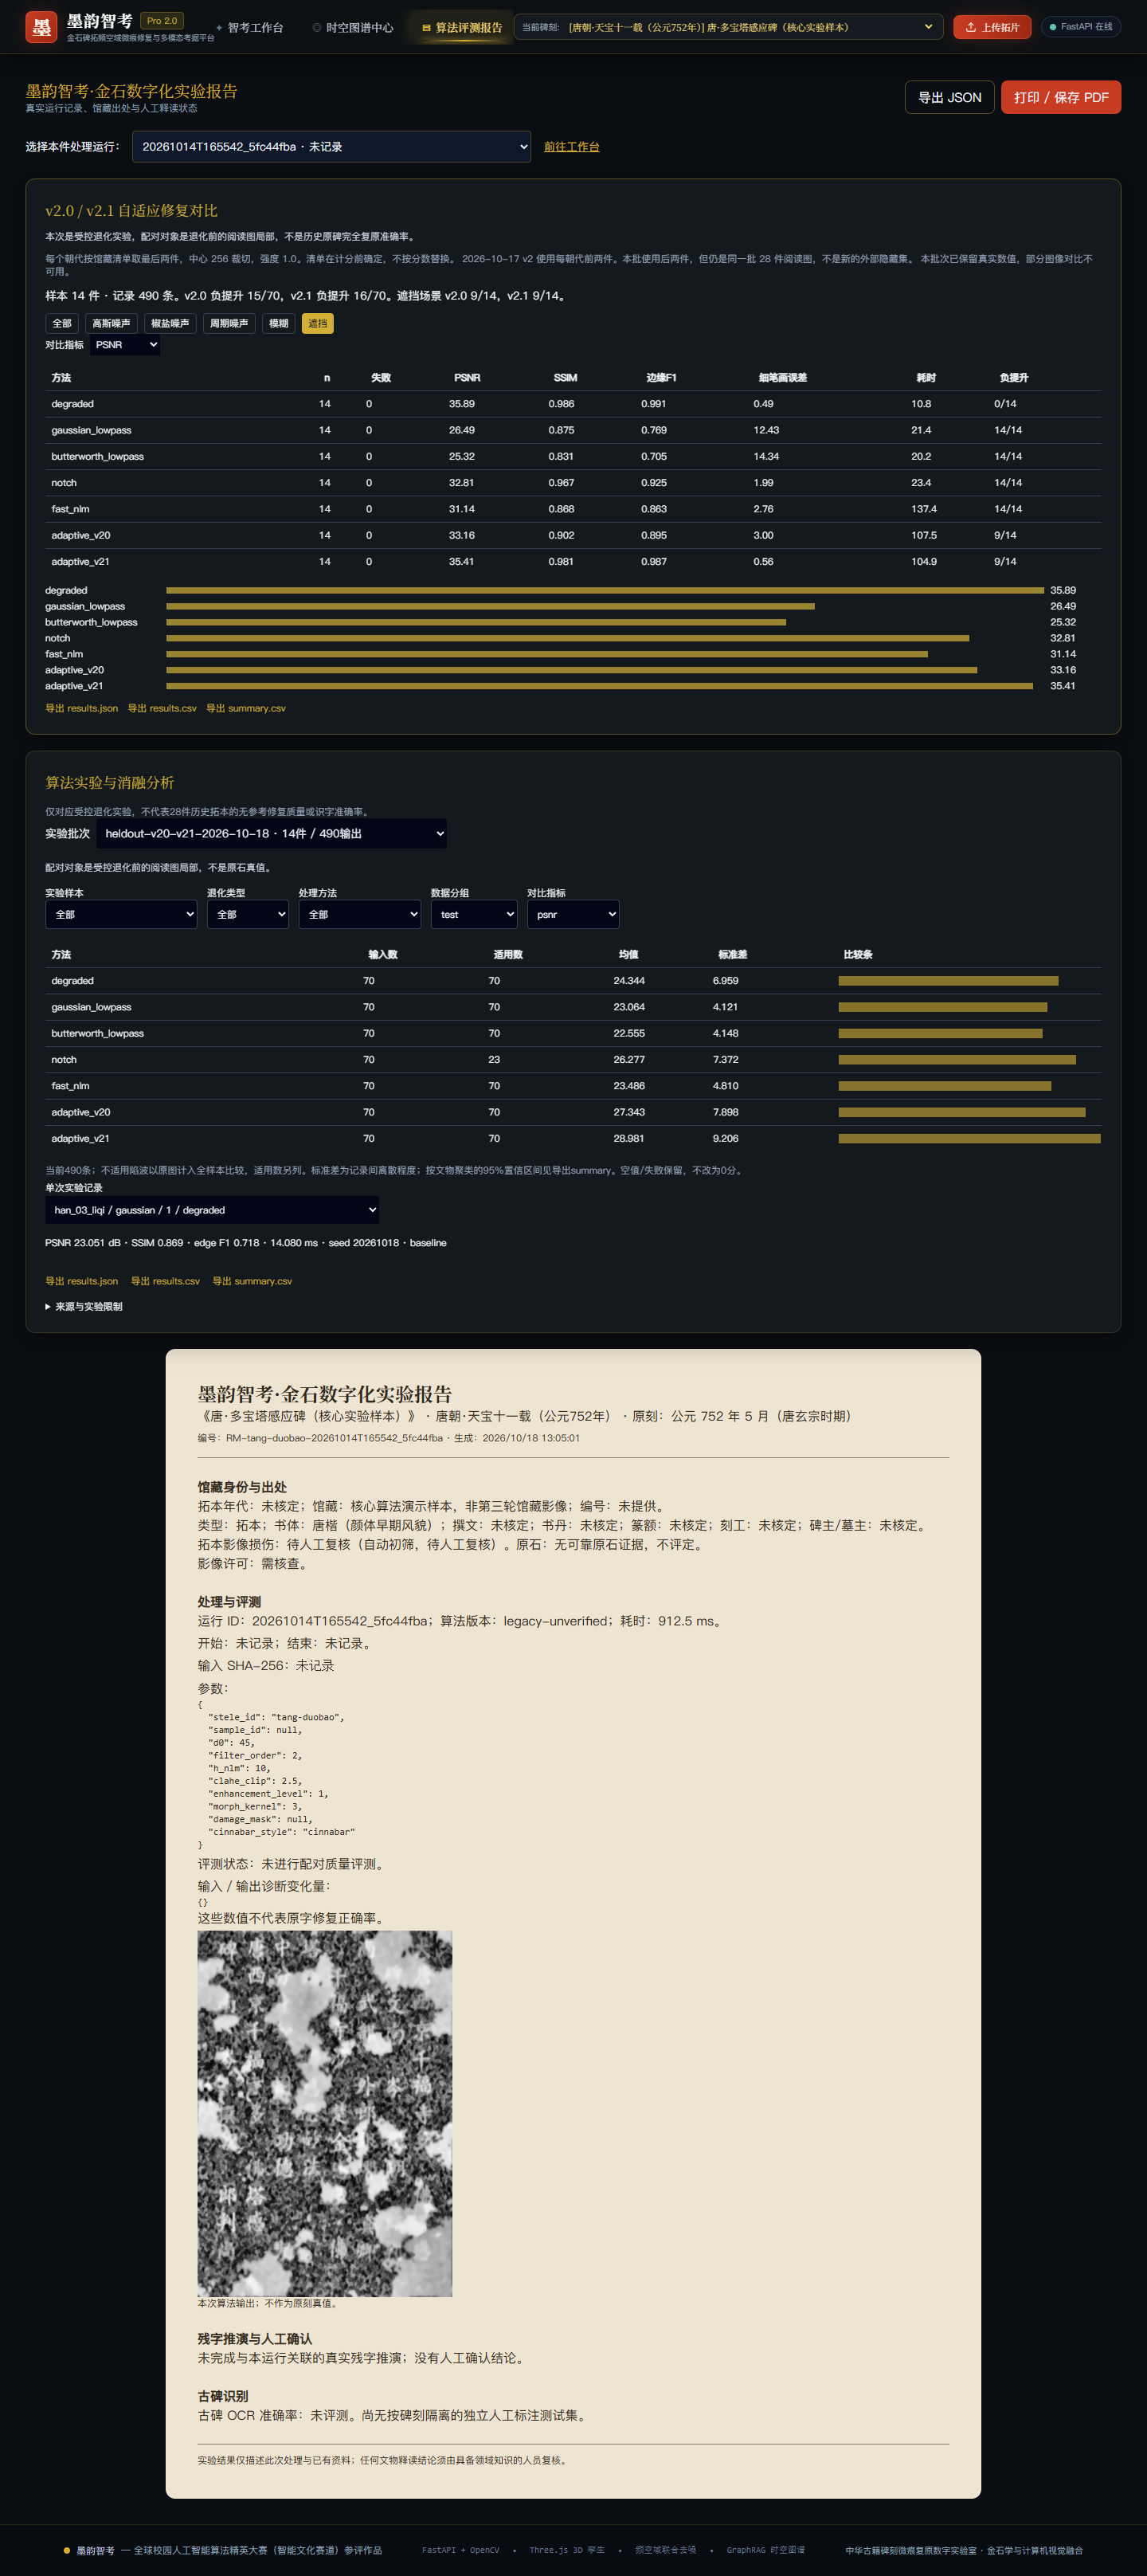 墨
墨韵智考 Pro 2.0
金石碑拓频空域微痕修复与多模态考据平台
智考工作台
时空图谱中心
算法评测报告
当前碑刻: [唐朝·天宝十一载（公元752年）] 唐·多宝塔感应碑（核心实验样本）
上传拓片
FastAPI 在线
墨韵智考·金石数字化实验报告
真实运行记录、馆藏出处与人工释读状态
导出 JSON
打印 / 保存 PDF
选择本件处理运行： 20261014T165542_5fc44fba · 未记录 前往工作台
v2.0 / v2.1 自适应修复对比
本次是受控退化实验，配对对象是退化前的阅读图局部，不是历史原碑完全复原准确率。
每个朝代按馆藏清单取最后两件，中心 256 裁切，强度 1.0。清单在计分前确定，不按分数替换。 2026-10-17 v2 使用每朝代前两件。本批使用后两件，但仍是同一批 28 件阅读图，不是新的外部隐藏集。 本批次已保留真实数值，部分图像对比不
可用。
样本 14 件 · 记录 490 条。v2.0 负提升 15/70，v2.1 负提升 16/70。遮挡场景 v2.0 9/14，v2.1 9/14。
全部 高斯噪声 椒盐噪声 周期噪声 模糊 遮挡
对比指标 PSNR
方法 n 失败 PSNR SSIM 边缘F1 细笔画误差 耗时 负提升
degraded 14 0 35.89 0.986 0.991 0.49 10.8 0/14
gaussian_lowpass 14 0 26.49 0.875 0.769 12.43 21.4 14/14
butterworth_lowpass 14 0 25.32 0.831 0.705 14.34 20.2 14/14
notch 14 0 32.81 0.967 0.925 1.99 23.4 14/14
fast_nlm 14 0 31.14 0.868 0.863 2.76 137.4 14/14
adaptive_v20 14 0 33.16 0.902 0.895 3.00 107.5 9/14
adaptive_v21 14 0 35.41 0.981 0.987 0.56 104.9 9/14
degraded 35.89
gaussian_lowpass 26.49
butterworth_lowpass 25.32
notch 32.81
fast_nlm 31.14
adaptive_v20 33.16
adaptive_v21 35.41
导出 results.json 导出 results.csv 导出 summary.csv
算法实验与消融分析
仅对应受控退化实验，不代表28件历史拓本的无参考修复质量或识字准确率。
实验批次 heldout-v20-v21-2026-10-18 · 14件 / 490输出
配对对象是受控退化前的阅读图局部，不是原石真值。
实验样本 退化类型 处理方法 数据分组 对比指标
全部 全部 全部 test psnr
方法 输入数 适用数 均值 标准差 比较条
degraded 70 70 24.344 6.959
gaussian_lowpass 70 70 23.064 4.121
butterworth_lowpass 70 70 22.555 4.148
notch 70 23 26.277 7.372
fast_nlm 70 70 23.486 4.810
adaptive_v20 70 70 27.343 7.898
adaptive_v21 70 70 28.981 9.206
当前490条；不适用陷波以原图计入全样本比较，适用数另列。标准差为记录间离散程度；按文物聚类的95%置信区间见导出summary。空值/失败保留，不改为0分。
单次实验记录
han_03_liqi / gaussian / 1 / degraded
PSNR 23.051 dB · SSIM 0.869 · edge F1 0.718 · 14.080 ms · seed 20261018 · baseline
导出 results.json 导出 results.csv 导出 summary.csv
▶ 来源与实验限制
墨韵智考·金石数字化实验报告
《唐·多宝塔感应碑（核心实验样本）》 · 唐朝·天宝十一载（公元752年） · 原刻：公元 752 年 5 月（唐玄宗时期）
编号：RM-tang-duobao-20261014T165542_5fc44fba · 生成：2026/10/18 13:05:01
馆藏身份与出处
拓本年代：未核定；馆藏：核心算法演示样本，非第三轮馆藏影像；编号：未提供。
类型：拓本；书体：唐楷（颜体早期风貌）；撰文：未核定；书丹：未核定；篆额：未核定；刻工：未核定；碑主/墓主：未核定。
拓本影像损伤：待人工复核（自动初筛，待人工复核）。原石：无可靠原石证据，不评定。
影像许可：需核查。
处理与评测
运行 ID：20261014T165542_5fc44fba；算法版本：legacy-unverified；耗时：912.5 ms。
开始：未记录；结束：未记录。
输入 SHA-256：未记录
参数：
{
"stele_id": "tang-duobao",
"sample_id": null,
"d0": 45,
"filter_order": 2,
"h_nlm": 10,
"clahe_clip": 2.5,
"enhancement_level": 1,
"morph_kernel": 3,
"damage_mask": null,
"cinnabar_style": "cinnabar"
}
评测状态：未进行配对质量评测。
输入 / 输出诊断变化量：
{}
这些数值不代表原字修复正确率。
本次算法输出；不作为原刻真值。
残字推演与人工确认
未完成与本运行关联的真实残字推演；没有人工确认结论。
古碑识别
古碑 OCR 准确率：未评测。尚无按碑刻隔离的独立人工标注测试集。
实验结果仅描述此次处理与已有资料；任何文物释读结论须由具备领域知识的人员复核。
墨韵智考 — 全球校园人工智能算法精英大赛（智能文化赛道）参评作品
FastAPI + OpenCV • Three.js 3D 孪生 • 频空域联合去噪 • GraphRAG 时空图谱
中华古籍碑刻微痕复原数字实验室 · 金石学与计算机视觉融合